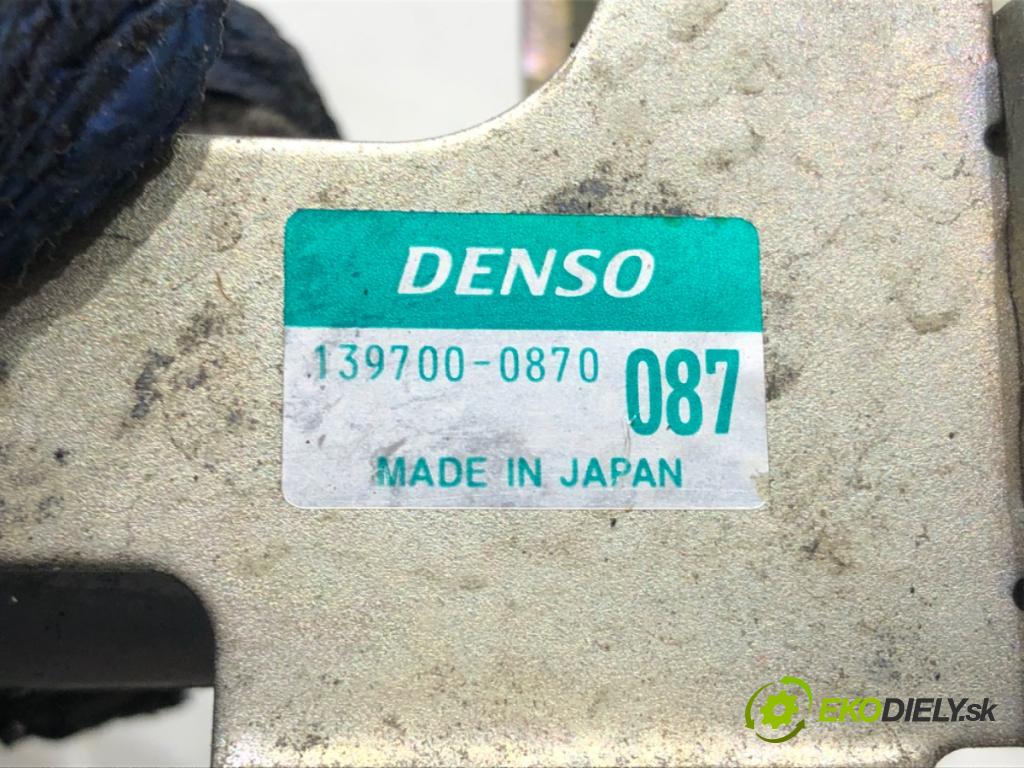 DENSO
139700-0870 087
MADE IN JAPAN
EKODIELY.sk